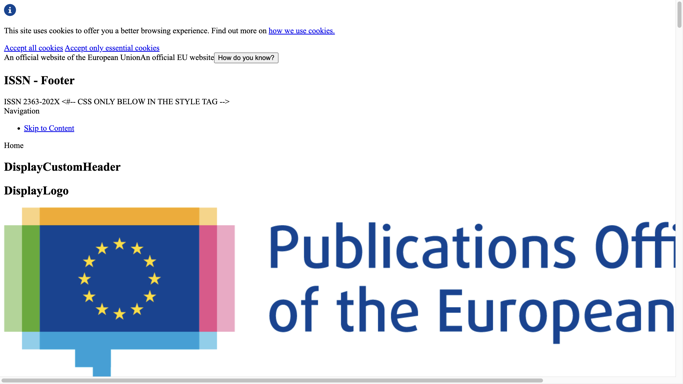 This site uses cookies to offer you a better browsing experience. Find out more on how we use cookies.
Accept all cookies Accept only essential cookies
An official website of the European UnionAn official EU website How do you know?
ISSN - Footer
ISSN 2363-202X <#-- CSS ONLY BELOW IN THE STYLE TAG -->
Navigation
Skip to Content
Home
DisplayCustomHeader
DisplayLogo
Publications Offi
of the European